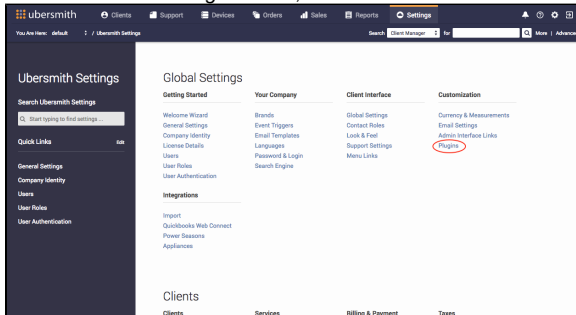 ubersmith
Clients
Support
Devices
Orders
Sales
Reports
Settings
You Are Here: default / Ubersmith Settings
Search Client Manager for
More | Advance
Ubersmith Settings
Search Ubersmith Settings
Start typing to find settings ...
Quick Links
Edit
General Settings
Company Identity
Users
User Roles
User Authentication
Global Settings
Getting Started
Welcome Wizard
General Settings
Company Identity
License Details
Users
User Roles
User Authentication
Your Company
Brands
Event Triggers
Email Templates
Languages
Password & Login
Search Engine
Client Interface
Global Settings
Contact Roles
Look & Feel
Support Settings
Menu Links
Customization
Currency & Measurements
Email Settings
Admin Interface Links
Plugins
Integrations
Import
Quickbooks Web Connect
Power Seasons
Appliances
Clients
Clients
Services
Billing & Payment
Taxes